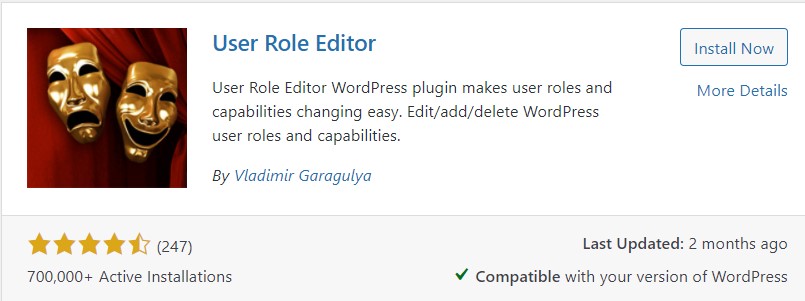 User Role Editor
Install Now
More Details
User Role Editor WordPress plugin makes user roles and
capabilities changing easy. Edit/add/delete WordPress
user roles and capabilities.
By Vladimir Garagulya
(247)
Last Updated: 2 months ago
700,000+ Active Installations
Compatible with your version of WordPress